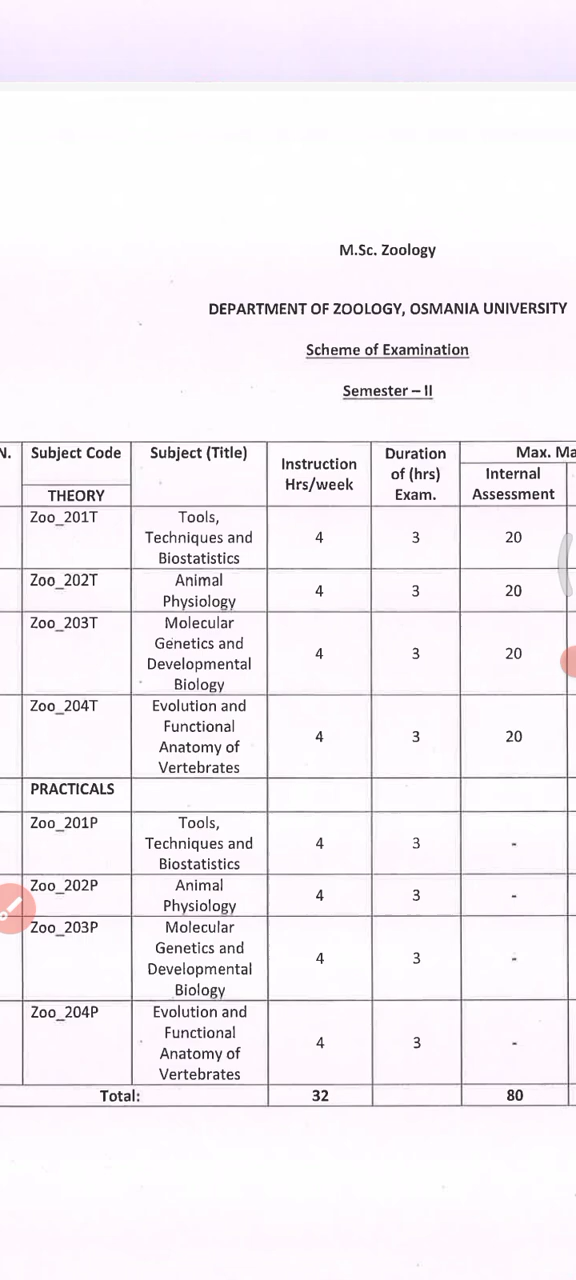 M.Sc. Zoology
DEPARTMENT OF ZOOLOGY, OSMANIA UNIVERSITY
Scheme of Examination
Semester – II
N. Subject Code Subject (Title) Instruction Hrs/week Duration of (hrs) Exam. Max. Ma
Internal Assessment
THEORY
Zoo_201T Tools, Techniques and Biostatistics 4 3 20
Zoo_202T Animal Physiology 4 3 20
Zoo_203T Molecular Genetics and Developmental Biology 4 3 20
Zoo_204T Evolution and Functional Anatomy of Vertebrates 4 3 20
PRACTICALS
Zoo_201P Tools, Techniques and Biostatistics 4 3 -
Zoo_202P Animal Physiology 4 3 -
Zoo_203P Molecular Genetics and Developmental Biology 4 3 -
Zoo_204P Evolution and Functional Anatomy of Vertebrates 4 3 -
Total: 32 80